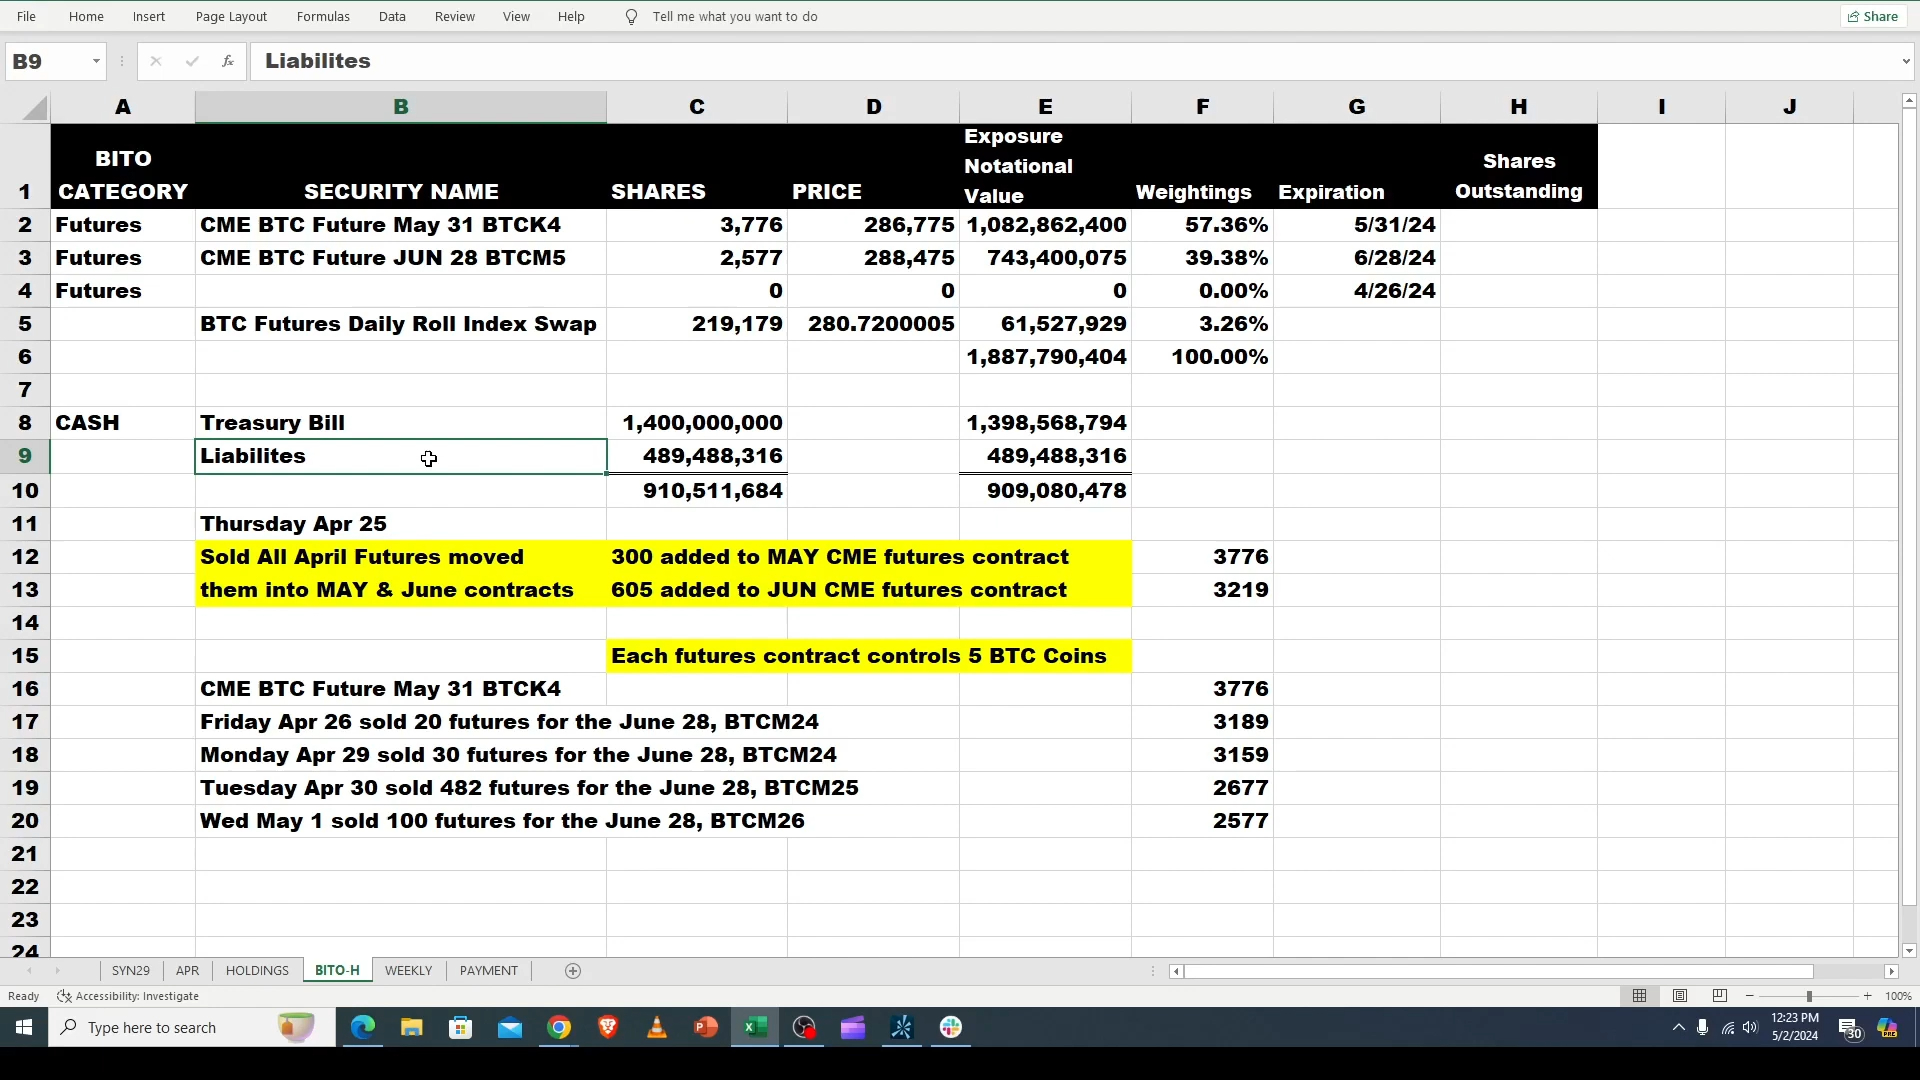 File Home Insert Page Layout Formulas Data Review View Help Tell me what you want to do Share
B9 fx Liabilites
A B C D E F G H I J
1 BITO CATEGORY SECURITY NAME SHARES PRICE Exposure Notational Value Weightings Expiration Shares Outstanding
2 Futures CME BTC Future May 31 BTCK4 3,776 286,775 1,082,862,400 57.36% 5/31/24
3 Futures CME BTC Future JUN 28 BTCM5 2,577 288,475 743,400,075 39.38% 6/28/24
4 Futures 0 0 0 0.00% 4/26/24
5 BTC Futures Daily Roll Index Swap 219,179 280.7200005 61,527,929 3.26%
6 1,887,790,404 100.00%
7
8 CASH Treasury Bill 1,400,000,000 1,398,568,794
9 Liabilites 489,488,316 489,488,316
10 910,511,684 909,080,478
11 Thursday Apr 25
12 Sold All April Futures moved 300 added to MAY CME futures contract 3776
13 them into MAY & June contracts 605 added to JUN CME futures contract 3219
14
15 Each futures contract controls 5 BTC Coins
16 CME BTC Future May 31 BTCK4 3776
17 Friday Apr 26 sold 20 futures for the June 28, BTCM24 3189
18 Monday Apr 29 sold 30 futures for the June 28, BTCM24 3159
19 Tuesday Apr 30 sold 482 futures for the June 28, BTCM25 2677
20 Wed May 1 sold 100 futures for the June 28, BTCM26 2577
21
22
23
24
SYN29 APR HOLDINGS BITO-H WEEKLY PAYMENT
Ready Accessibility: Investigate 100%
Type here to search 12:23 PM
5/2/2024 30 PRE